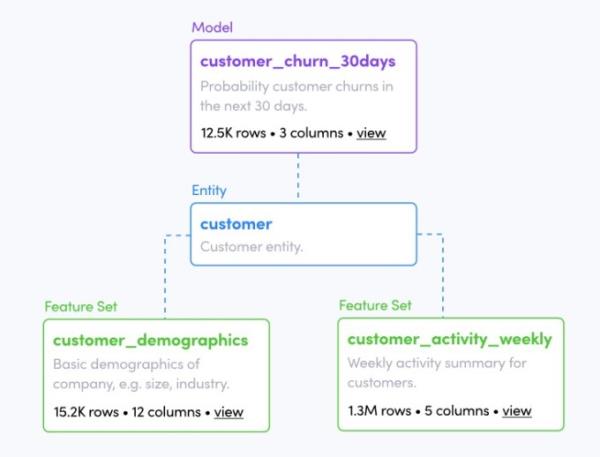 Model
customer_churn_30days
Probability customer churns in
the next 30 days.
12.5K rows • 3 columns • view
Entity
customer
Customer entity.
Feature Set
customer_demographics
Basic demographics of
company, e.g. size, industry.
15.2K rows • 12 columns • view
Feature Set
customer_activity_weekly
Weekly activity summary for
customers.
1.3M rows • 5 columns • view